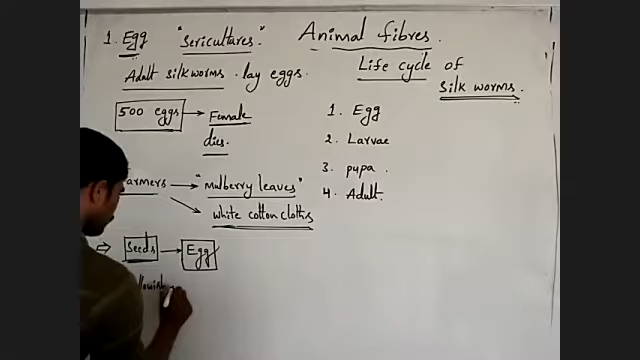 Animal fibres.
Life cycle of
silk worms.
1. Egg
2. Larvae
3. pupa.
4. Adult.
1. Egg "Sericultures."
Adult silkworms. lay eggs.
500 eggs → Female
dies.
→ "Mulberry leaves"
→ white cotton cloths
⇒ Seeds → Egg